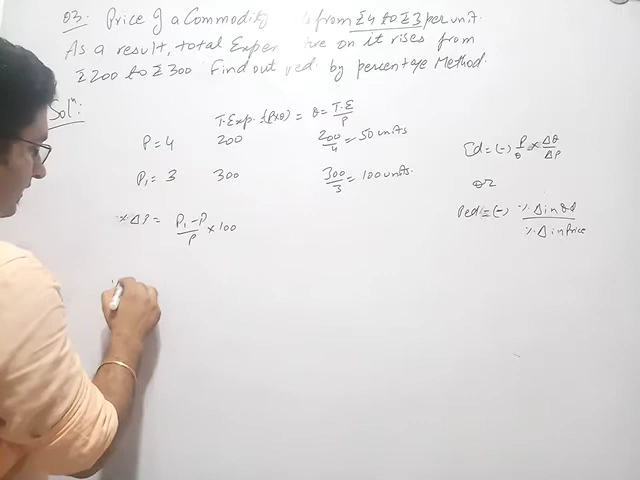 Q3: Price of a Commodity from ₹4 to ₹3 per unit.
As a result, total Expen ure on it rises from
₹200 to ₹300 Find out ped. by percentage Method.
Solⁿ:
T.Exp. (P×Q) = Q = T.E/P
P = 4 200 200/4 = 50 units
P₁ = 3 300 300/3 = 100 units.
% ΔP = P₁ - P/P × 100
Ed = (-) P/Q × ΔQ/ΔP
or
Ped = (-) % Δ in QD/% Δ in Price